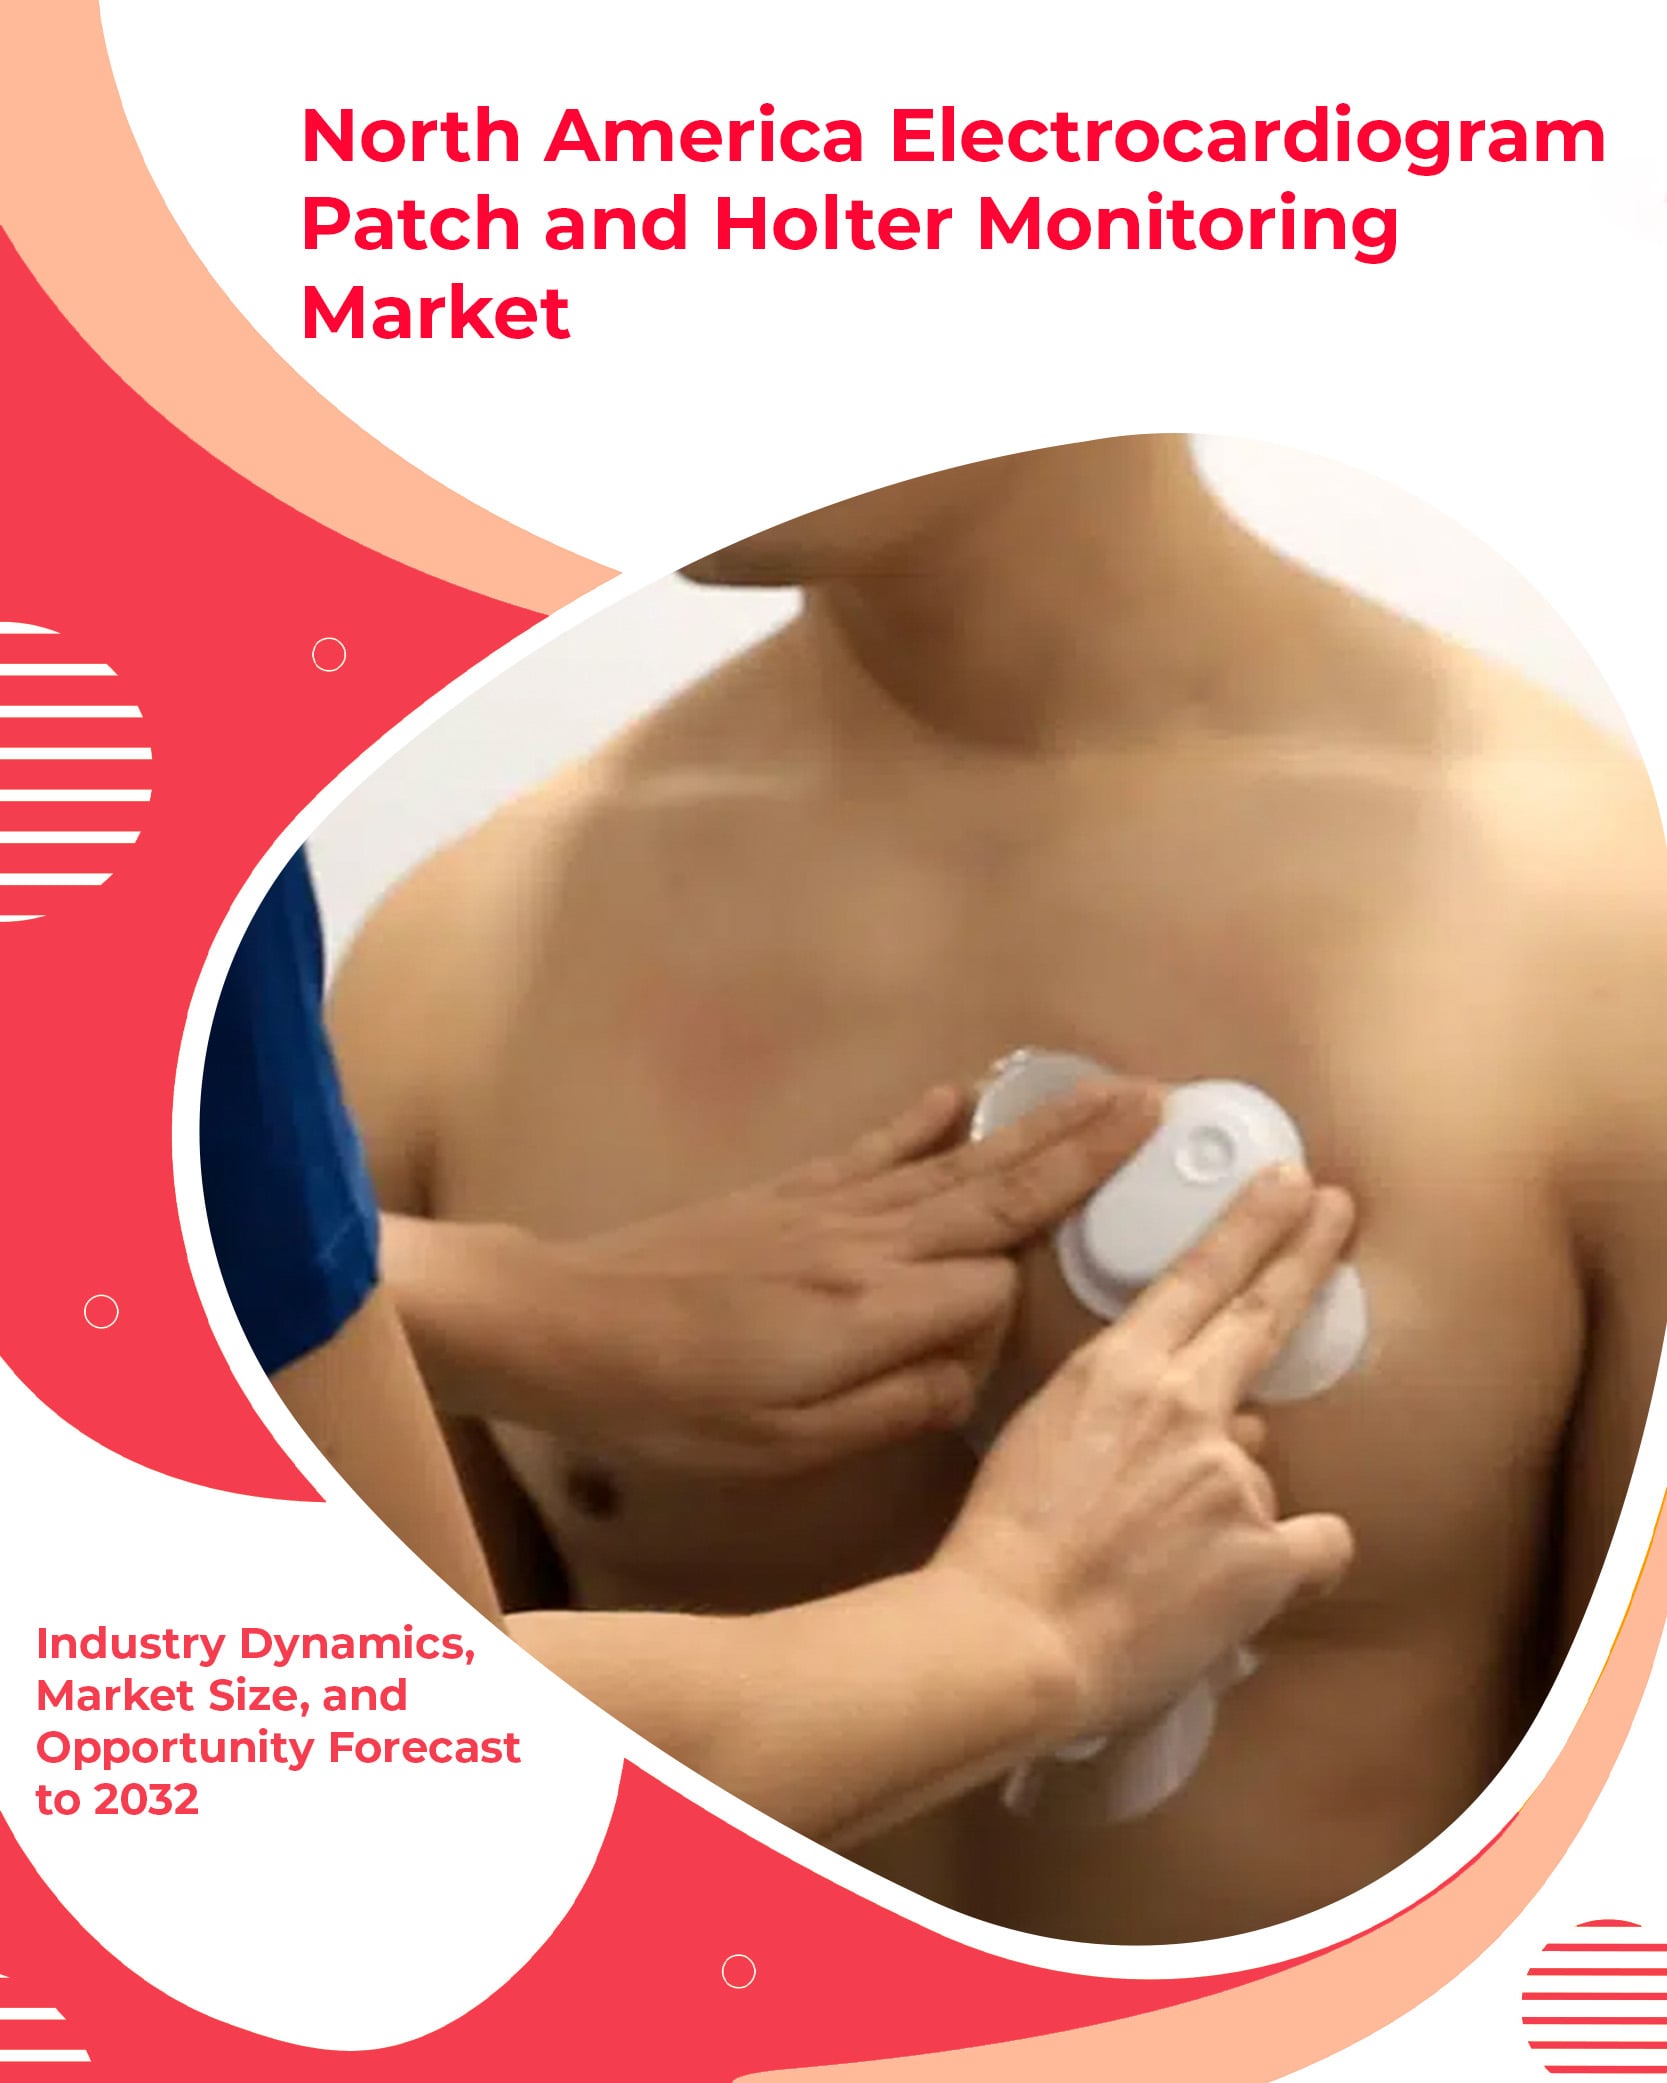 North America Electrocardiogram
Patch and Holter Monitoring
Market
Industry Dynamics,
Market Size, and
Opportunity Forecast
to 2032